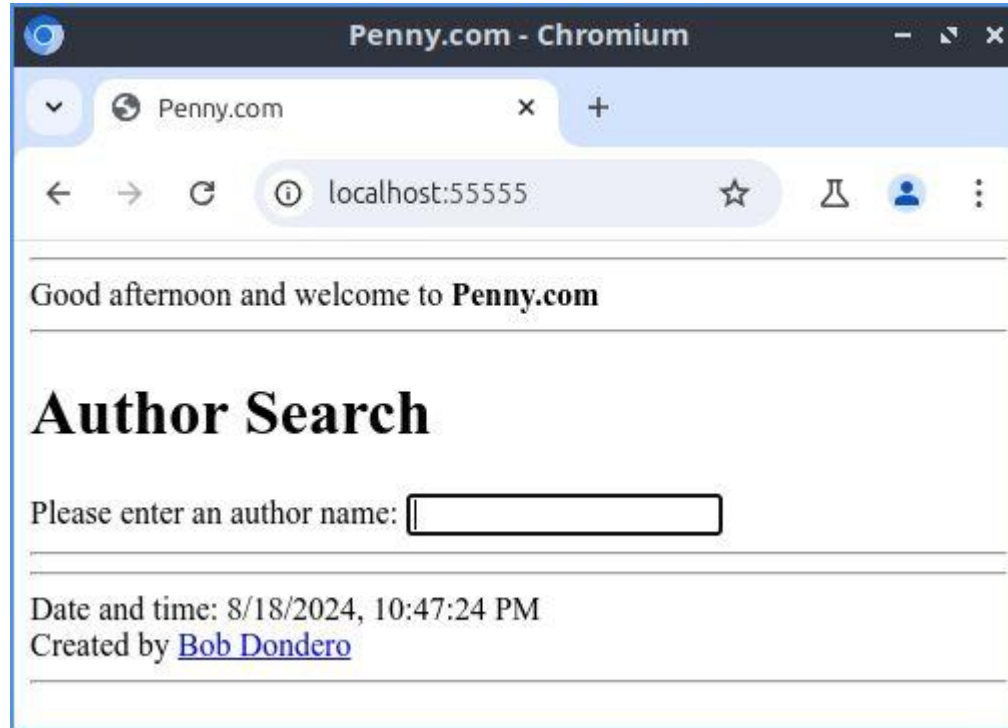 Penny.com - Chromium
Penny.com
localhost:55555
Good afternoon and welcome to Penny.com
Author Search
Please enter an author name:
Date and time: 8/18/2024, 10:47:24 PM
Created by Bob Dondero